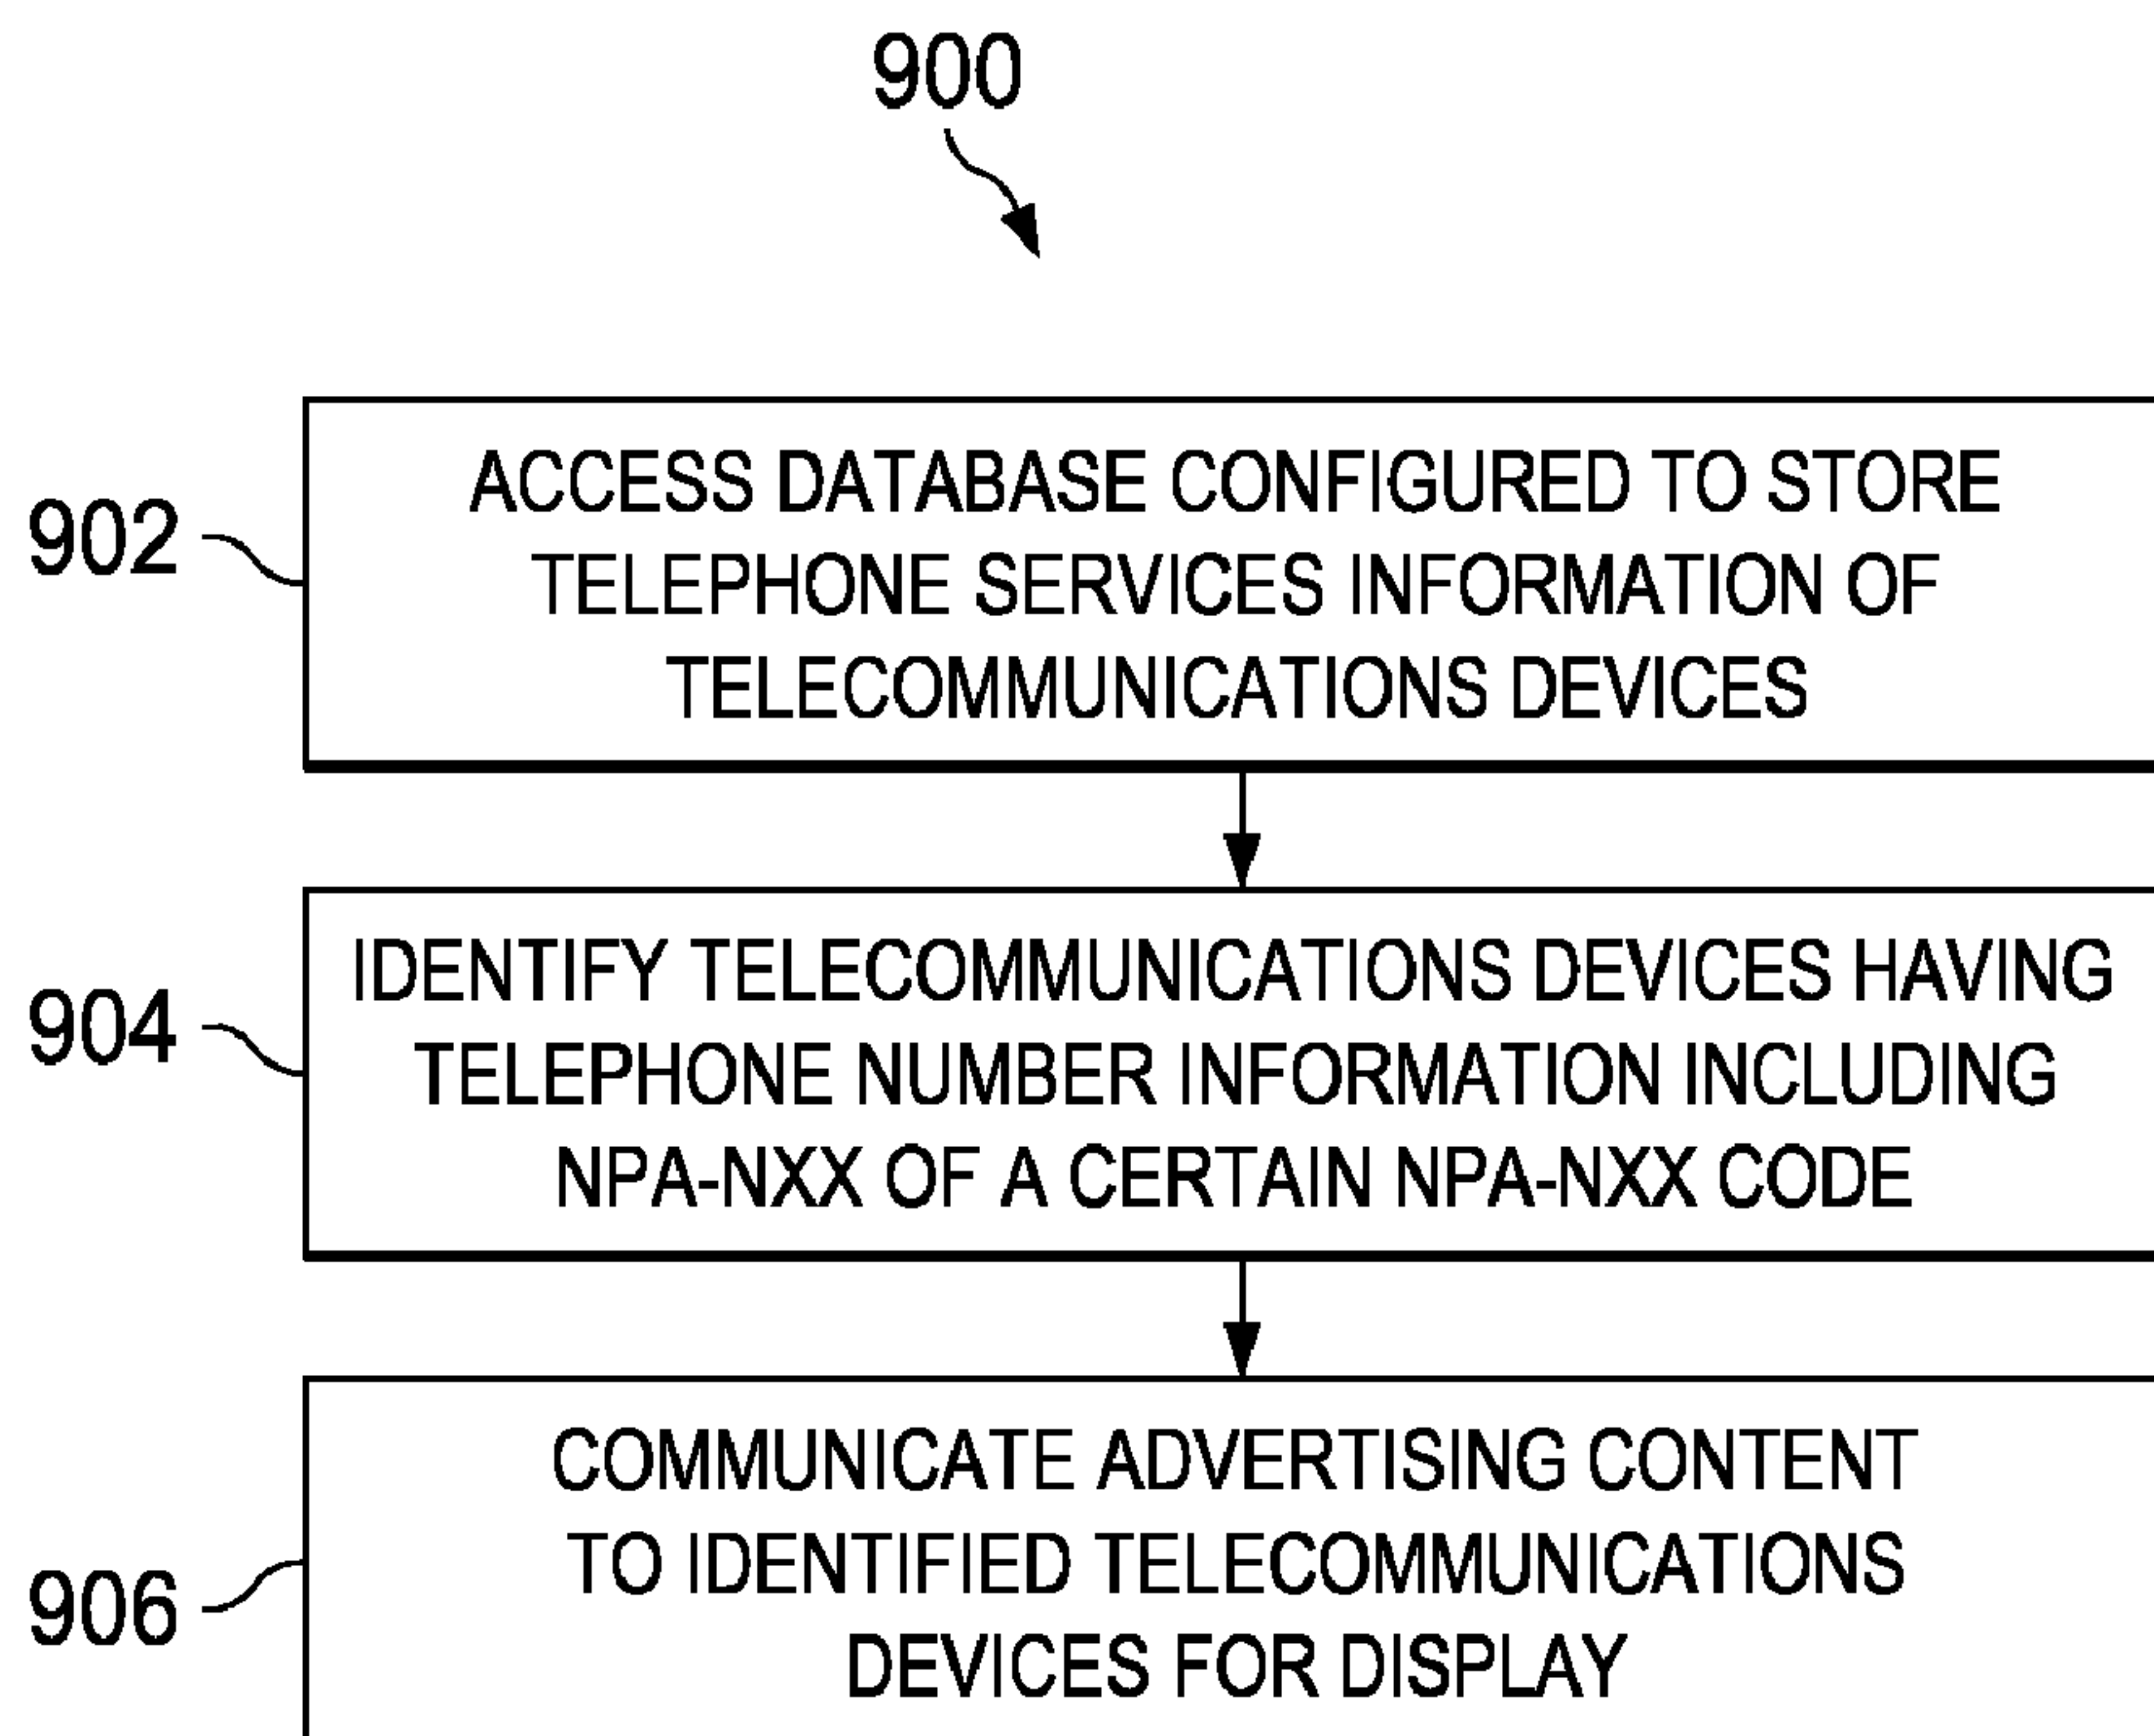 900
902
ACCESS DATABASE CONFIGURED TO STORE
TELEPHONE SERVICES INFORMATION OF
TELECOMMUNICATIONS DEVICES
904
IDENTIFY TELECOMMUNICATIONS DEVICES HAVING
TELEPHONE NUMBER INFORMATION INCLUDING
NPA-NXX OF A CERTAIN NPA-NXX CODE
906
COMMUNICATE ADVERTISING CONTENT
TO IDENTIFIED TELECOMMUNICATIONS
DEVICES FOR DISPLAY